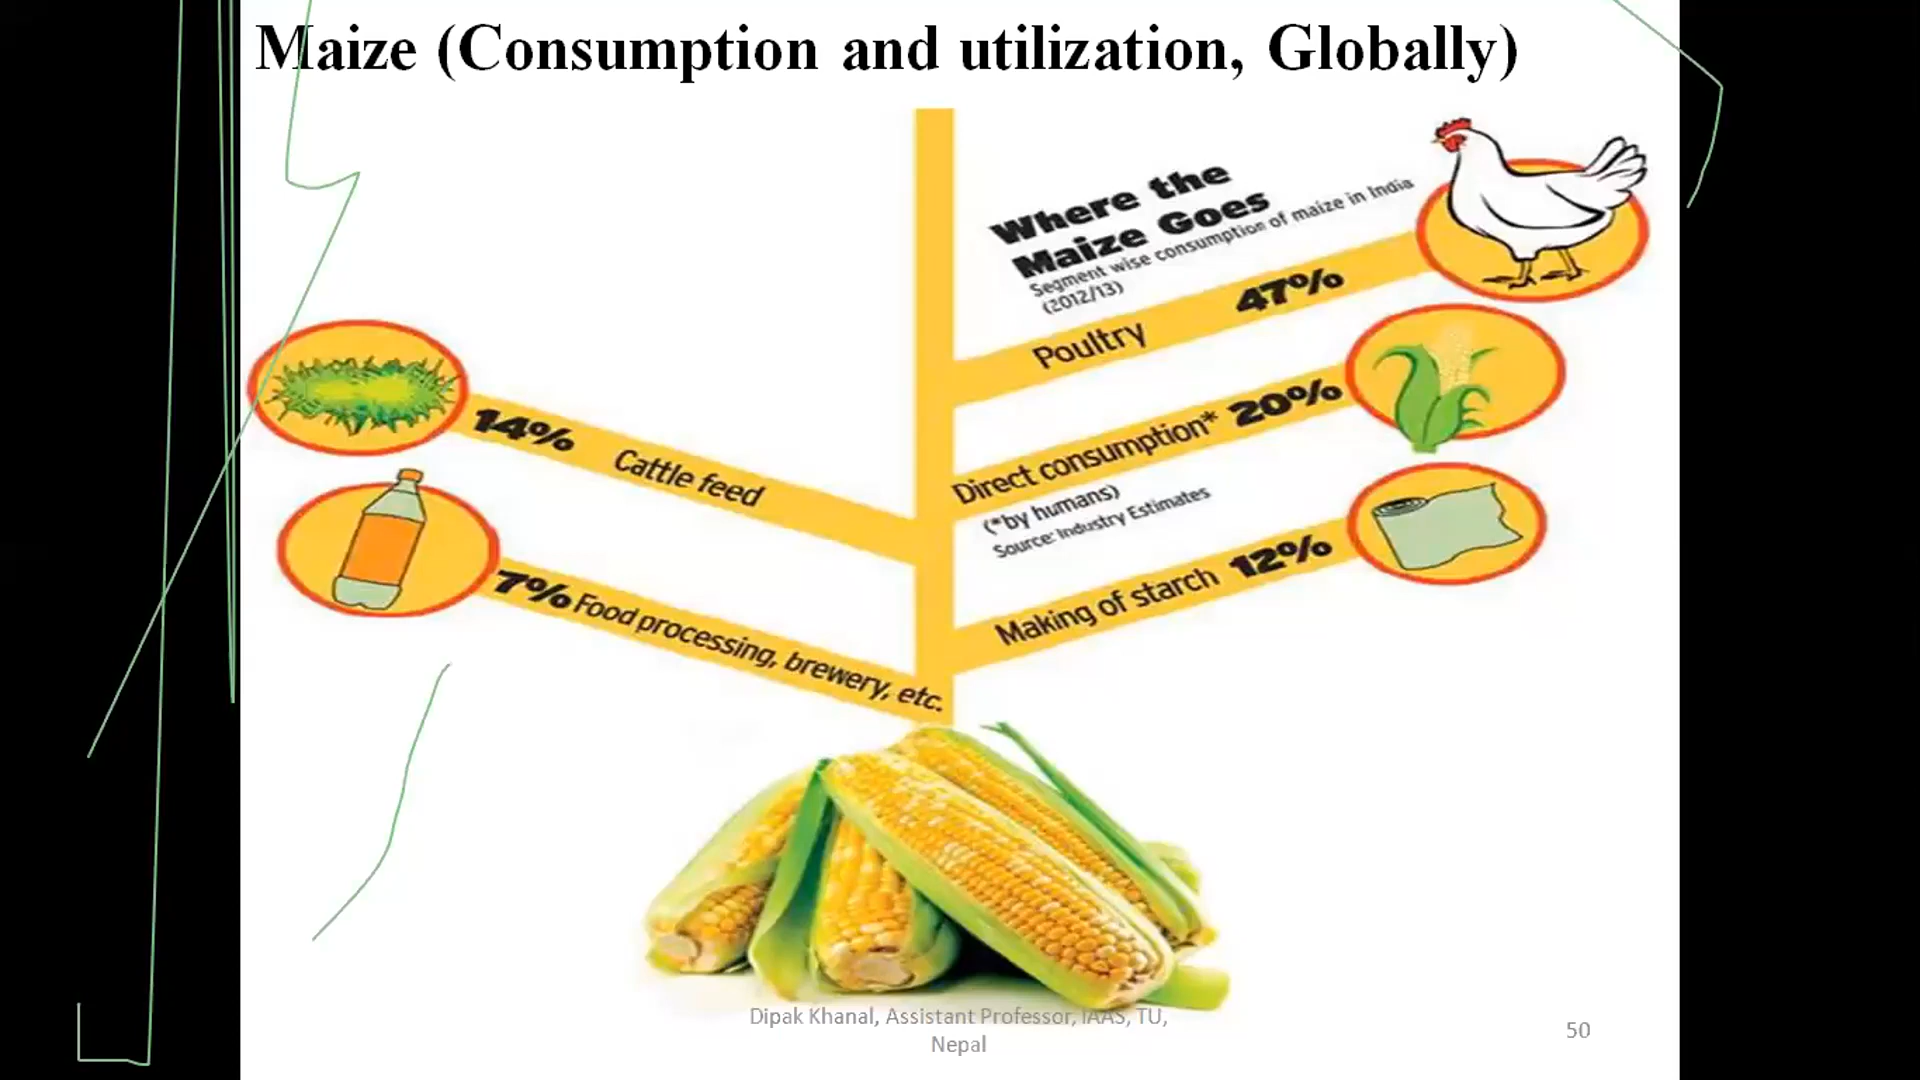 Maize (Consumption and utilization, Globally)
Where the
Maize Goes
Segment wise consumption of maize in India
(2012/13)
Poultry 47%
14% Cattle feed
Direct consumption* 20%
(*by humans)
Source: Industry Estimates
7% Food processing, brewery, etc.
Making of starch 12%
Dipak Khanal, Assistant Professor, IAAS, TU,
Nepal
50